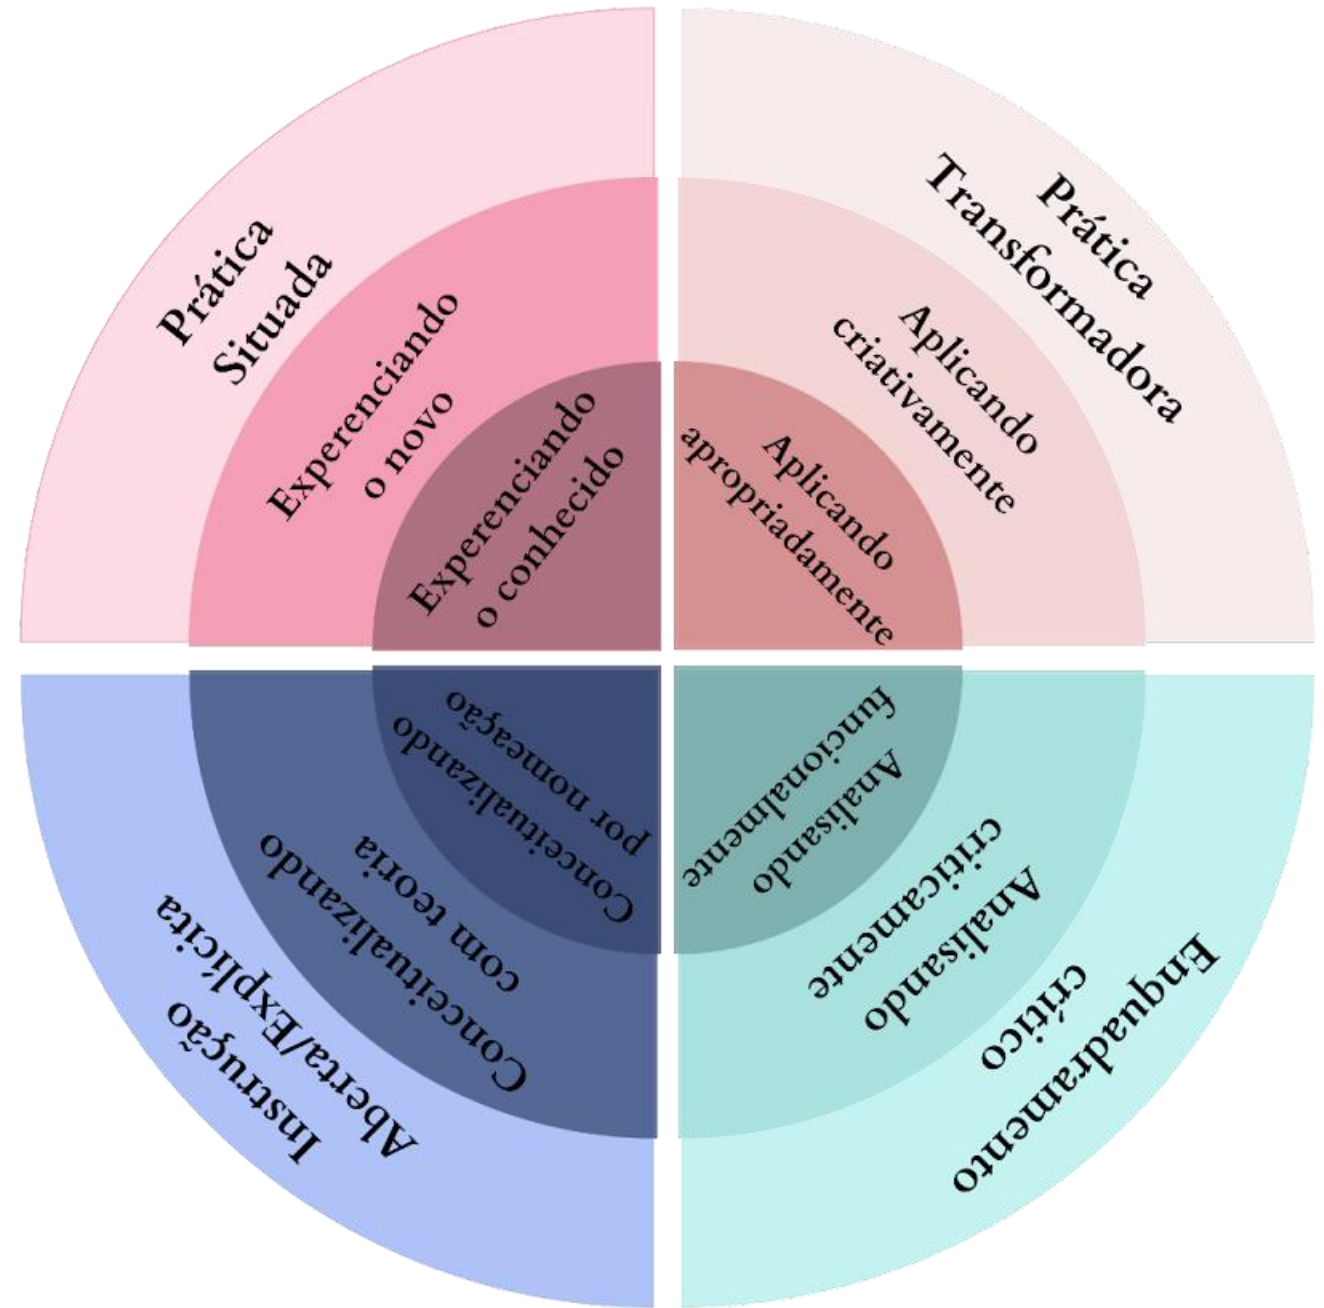 Prática
Situada
Experenciando
o novo
Experenciando
o conhecido
Prática
Transformadora
Aplicando
criativamente
Aplicando
apropriadamente
Instrução
Aberta/Explícita
Conceitualizando
com teoria
Conceitualizando
por nomeação
Enquadramento
crítico
Analisando
criticamente
Analisando
funcionalmente